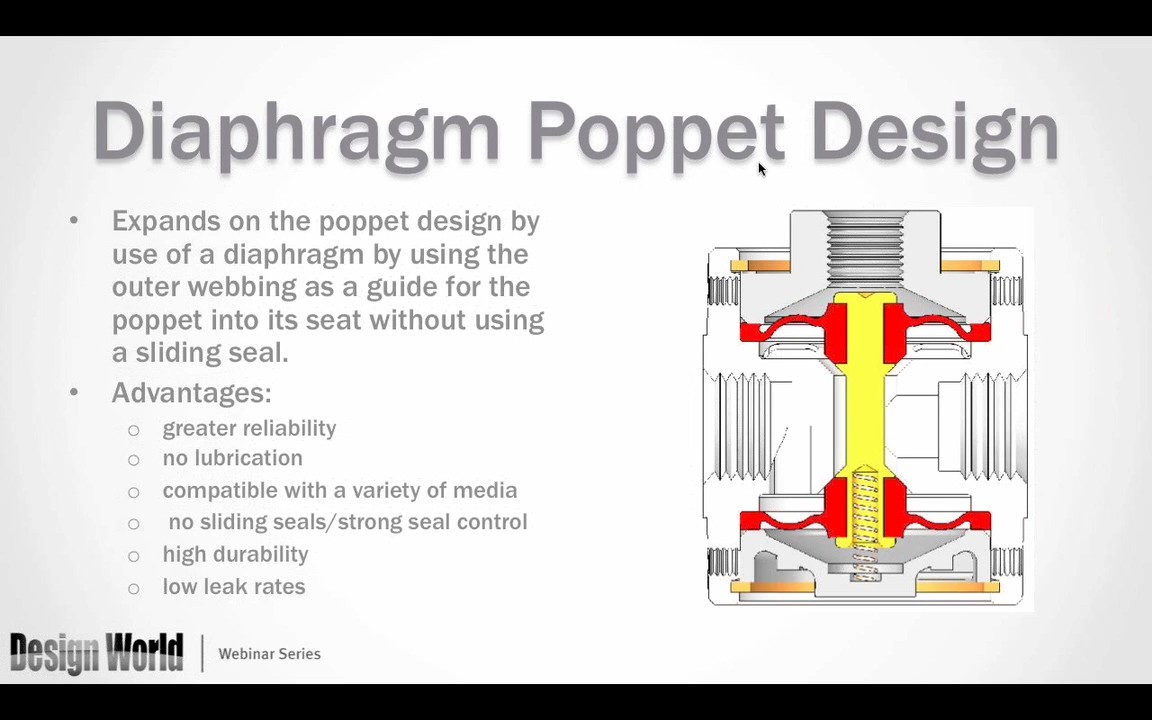 Diaphragm Poppet Design
• Expands on the poppet design by
use of a diaphragm by using the
outer webbing as a guide for the
poppet into its seat without using
a sliding seal.
• Advantages:
○ greater reliability
○ no lubrication
○ compatible with a variety of media
○ no sliding seals/strong seal control
○ high durability
○ low leak rates
Design World | Webinar Series